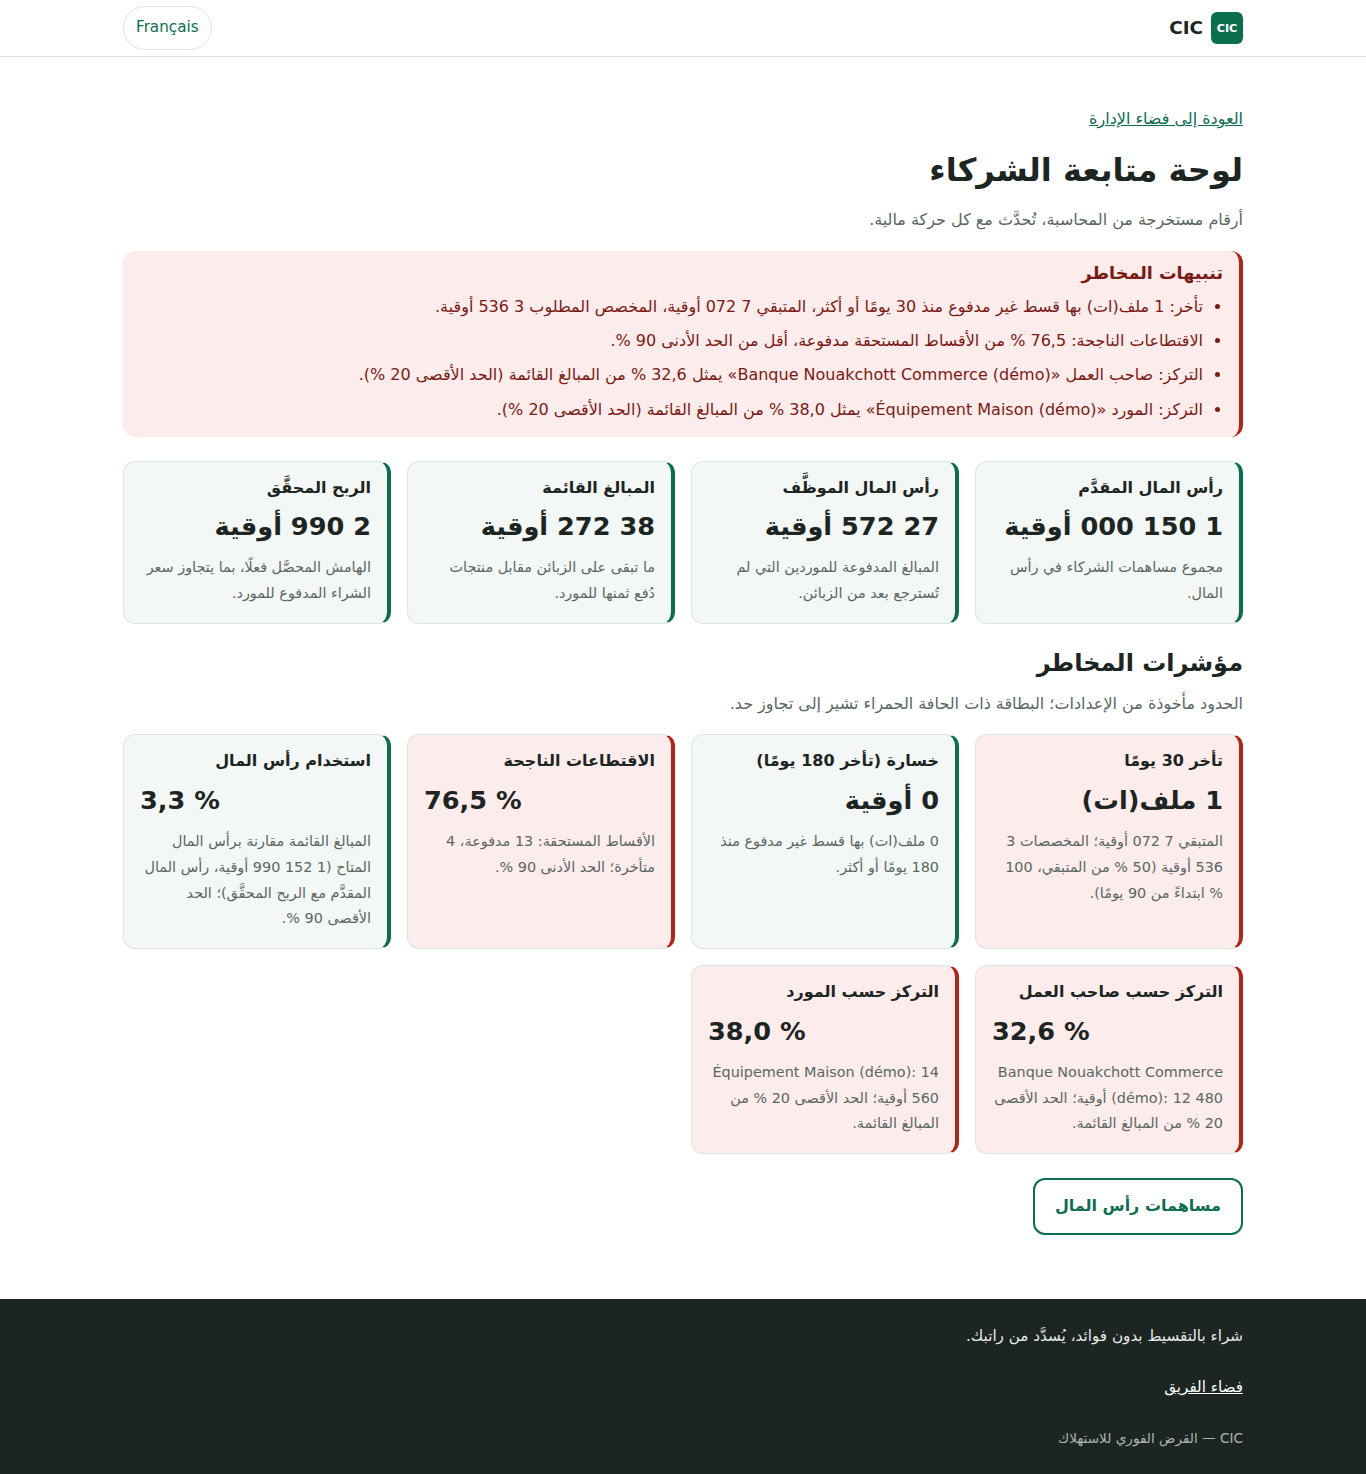 CIC CIC
Français
العودة إلى فضاء الإدارة
لوحة متابعة الشركاء
أرقام مستخرجة من المحاسبة، تُحدَّث مع كل حركة مالية.
تنبيهات المخاطر
• تأخر: 1 ملف(ات) بها قسط غير مدفوع منذ 30 يومًا أو أكثر، المتبقي 7 072 أوقية، المخصص المطلوب 3 536 أوقية.
• الاقتطاعات الناجحة: 76,5 % من الأقساط المستحقة مدفوعة، أقل من الحد الأدنى 90 %.
• التركز: صاحب العمل «Banque Nouakchott Commerce (démo)» يمثل 32,6 % من المبالغ القائمة (الحد الأقصى 20 %).
• التركز: المورد «Équipement Maison (démo)» يمثل 38,0 % من المبالغ القائمة (الحد الأقصى 20 %).
رأس المال المقدَّم
1 150 000 أوقية
مجموع مساهمات الشركاء في رأس
المال.
رأس المال الموظَّف
27 572 أوقية
المبالغ المدفوعة للموردين التي لم
تُسترجع بعد من الزبائن.
المبالغ القائمة
38 272 أوقية
ما تبقى على الزبائن مقابل منتجات
دُفع ثمنها للمورد.
الربح المحقَّق
2 990 أوقية
الهامش المحصَّل فعلًا، بما يتجاوز سعر
الشراء المدفوع للمورد.
مؤشرات المخاطر
الحدود مأخوذة من الإعدادات؛ البطاقة ذات الحافة الحمراء تشير إلى تجاوز حد.
تأخر 30 يومًا
1 ملف(ات)
المتبقي 7 072 أوقية؛ المخصصات 3
536 أوقية (50 % من المتبقي، 100
% ابتداءً من 90 يومًا).
خسارة (تأخر 180 يومًا)
0 أوقية
0 ملف(ات) بها قسط غير مدفوع منذ
180 يومًا أو أكثر.
الاقتطاعات الناجحة
76,5 %
الأقساط المستحقة: 13 مدفوعة، 4
متأخرة؛ الحد الأدنى 90 %.
استخدام رأس المال
3,3 %
المبالغ القائمة مقارنة برأس المال
المتاح (1 152 990 أوقية، رأس المال
المقدَّم مع الربح المحقَّق)؛ الحد
الأقصى 90 %.
التركز حسب صاحب العمل
32,6 %
Banque Nouakchott Commerce
(démo): 12 480 أوقية؛ الحد الأقصى
20 % من المبالغ القائمة.
التركز حسب المورد
38,0 %
Équipement Maison (démo): 14
560 أوقية؛ الحد الأقصى 20 % من
المبالغ القائمة.
مساهمات رأس المال
شراء بالتقسيط بدون فوائد، يُسدَّد من راتبك.
فضاء الفريق
CIC — القرض الفوري للاستهلاك